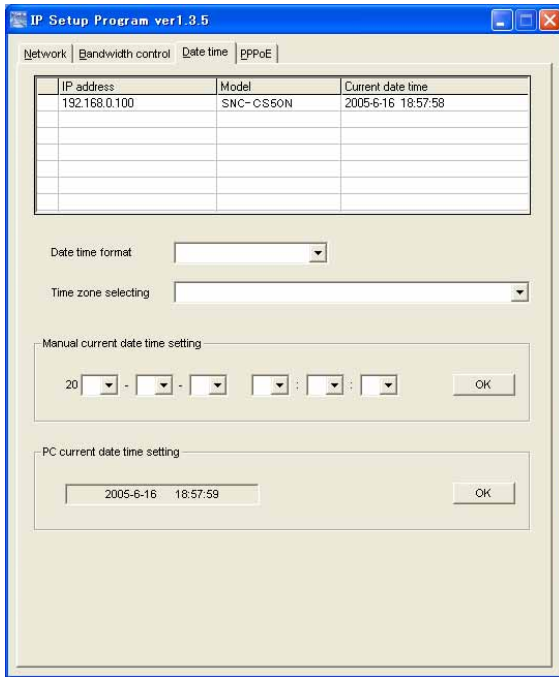 IP Setup Program ver1.3.5
Network Bandwidth control Date time PPPoE
IP address Model Current date time
192.168.0.100 SNC-CS50N 2005-6-16 18:57:58
Date time format
Time zone selecting
Manual current date time setting
20 - - : : OK
PC current date time setting
2005-6-16 18:57:59 OK